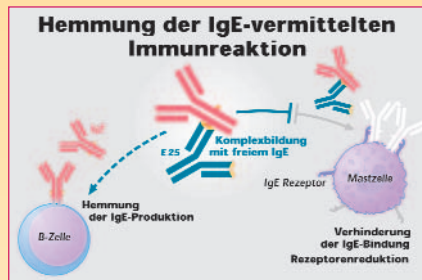 Hemmung der IgE-vermittelten
Immunreaktion
E25
Komplexbildung
mit freiem IgE
IgE Rezeptor
Mastzelle
Hemmung
der IgE-Produktion
B-Zelle
Verhinderung
der IgE-Bindung
Rezeptorenreduktion